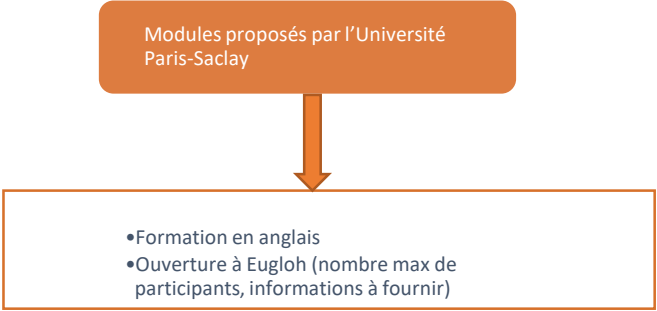 Modules proposés par l'Université
Paris-Saclay
•Formation en anglais
•Ouverture à Eugloh (nombre max de
participants, informations à fournir)